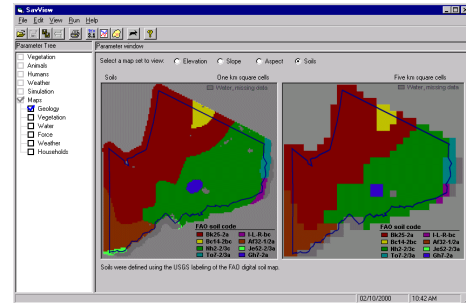 SavView
File Edit View Run Help
Parameter Tree
Parameter window
Vegetation
Animals
Humans
Weather
Simulation
Maps
Geology
Vegetation
Water
Force
Weather
Households
Select a map set to view: Elevation Slope Aspect Soils
Soils One km square cells Five km square cells
Water, missing data Water, missing data
FAO soil code FAO soil code
Bk25-2a I-L-R-bc Bk25-2a I-L-R-bc
Bc14-2bc Af32-1/2a Bc14-2bc Af32-1/2a
Nh2-2/3c Je52-2/3a Nh2-2/3c Je52-2/3a
To7-2/3a Gh7-2a To7-2/3a Gh7-2a
Soils were defined using the USGS labeling of the FAO digital soil map.
02/10/2000 10:42 AM